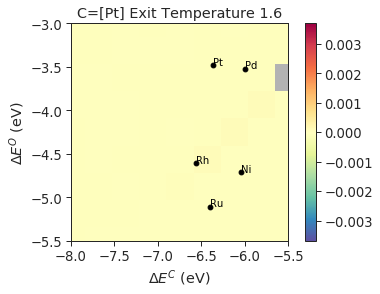 C=[Pt] Exit Temperature 1.6
−3.0
−3.5
−4.0
−4.5
−5.0
−5.5
ΔE^O (eV)
Pt
Pd
Rh
Ni
Ru
−8.0 −7.5 −7.0 −6.5 −6.0 −5.5
ΔE^C (eV)
0.003
0.002
0.001
0.000
−0.001
−0.002
−0.003